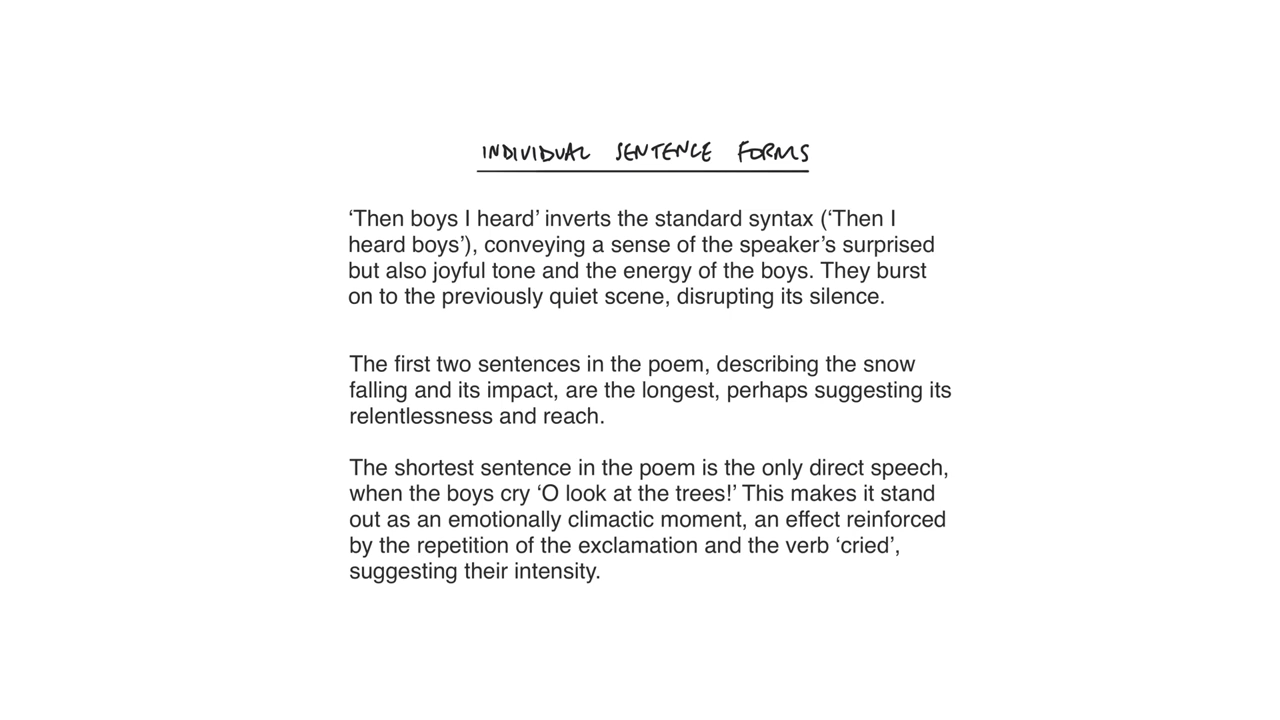 INDIVIDUAL SENTENCE FORMS
‘Then boys I heard’ inverts the standard syntax (‘Then I
heard boys’), conveying a sense of the speaker’s surprised
but also joyful tone and the energy of the boys. They burst
on to the previously quiet scene, disrupting its silence.
The first two sentences in the poem, describing the snow
falling and its impact, are the longest, perhaps suggesting its
relentlessness and reach.
The shortest sentence in the poem is the only direct speech,
when the boys cry ‘O look at the trees!’ This makes it stand
out as an emotionally climactic moment, an effect reinforced
by the repetition of the exclamation and the verb ‘cried’,
suggesting their intensity.